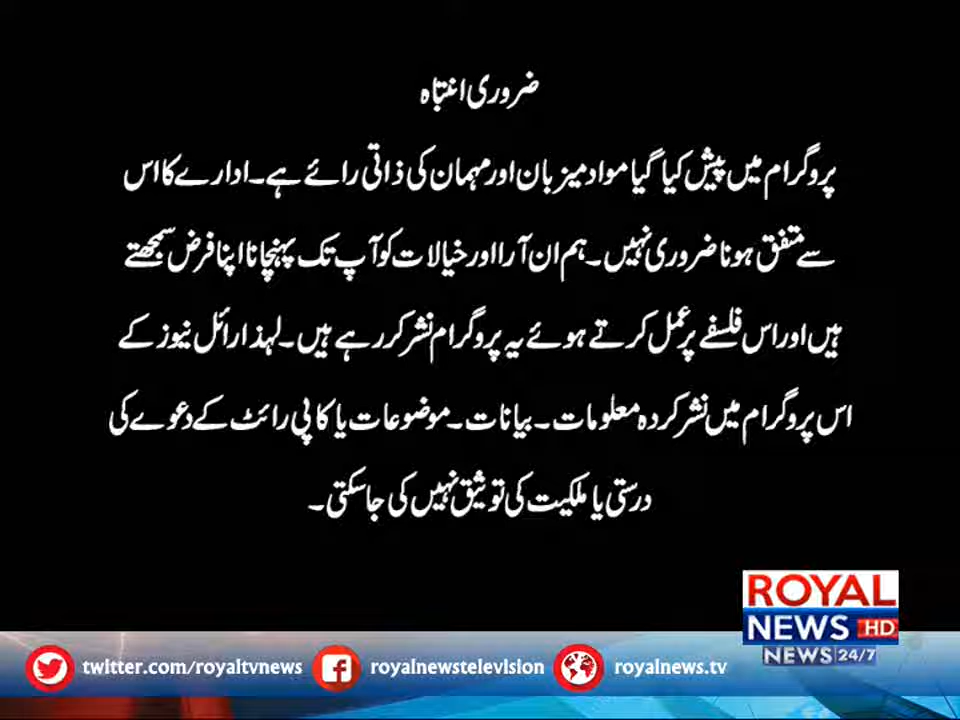 ضروری انتباہ
پروگرام میں پیش کیا گیا مواد میزبان اور مہمان کی ذاتی رائے ہے۔ ادارے کا اس
سے متفق ہونا ضروری نہیں۔ ہم ان آرا اور خیالات کو آپ تک پہنچانا اپنا فرض سمجھتے
ہیں اور اس فلسفے پر عمل کرتے ہوئے یہ پروگرام نشر کر رہے ہیں۔ لہذا رائل نیوز کے
اس پروگرام میں نشر کردہ معلومات۔ بیانات۔ موضوعات یا کاپی رائٹ کے دعوے کی
درستی یا ملکیت کی توثیق نہیں کی جا سکتی۔
ROYAL
NEWS HD
NEWS 24/7
twitter.com/royaltvnews royalnewstelevision royalnews.tv